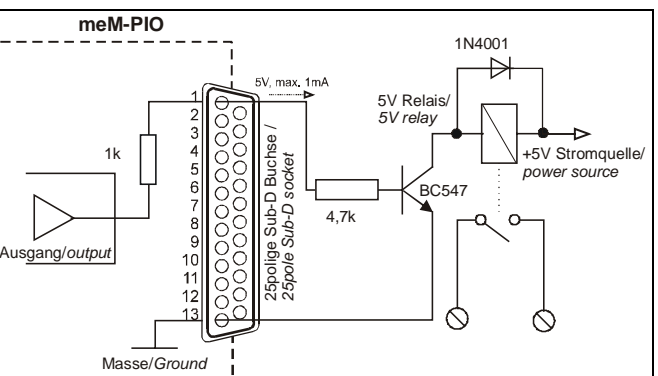 meM-PIO
1N4001
5V, max. 1mA
5V Relais/
5V relay
+5V Stromquelle/
power source
1k
BC547
4,7k
1
2
3
4
5
6
7
8
9
10
11
12
13
25polige Sub-D Buchse /
25pole Sub-D socket
Ausgang/output
Masse/Ground